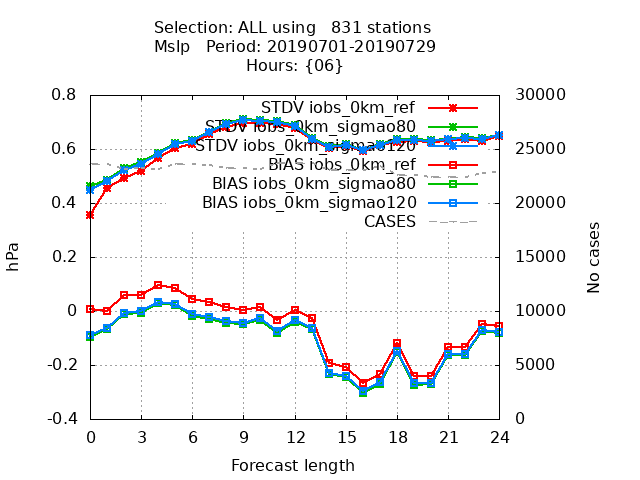 Selection: ALL using   831 stations
Mslp   Period: 20190701-20190729
Hours: {06}
STDV iobs_0km_ref
STDV iobs_0km_sigmao80
STDV iobs_0km_sigmao120
BIAS iobs_0km_ref
BIAS iobs_0km_sigmao80
BIAS iobs_0km_sigmao120
CASES
0.8
0.6
0.4
0.2
0
-0.2
-0.4
hPa
30000
25000
20000
15000
10000
5000
0
No cases
0 3 6 9 12 15 18 21 24
Forecast length